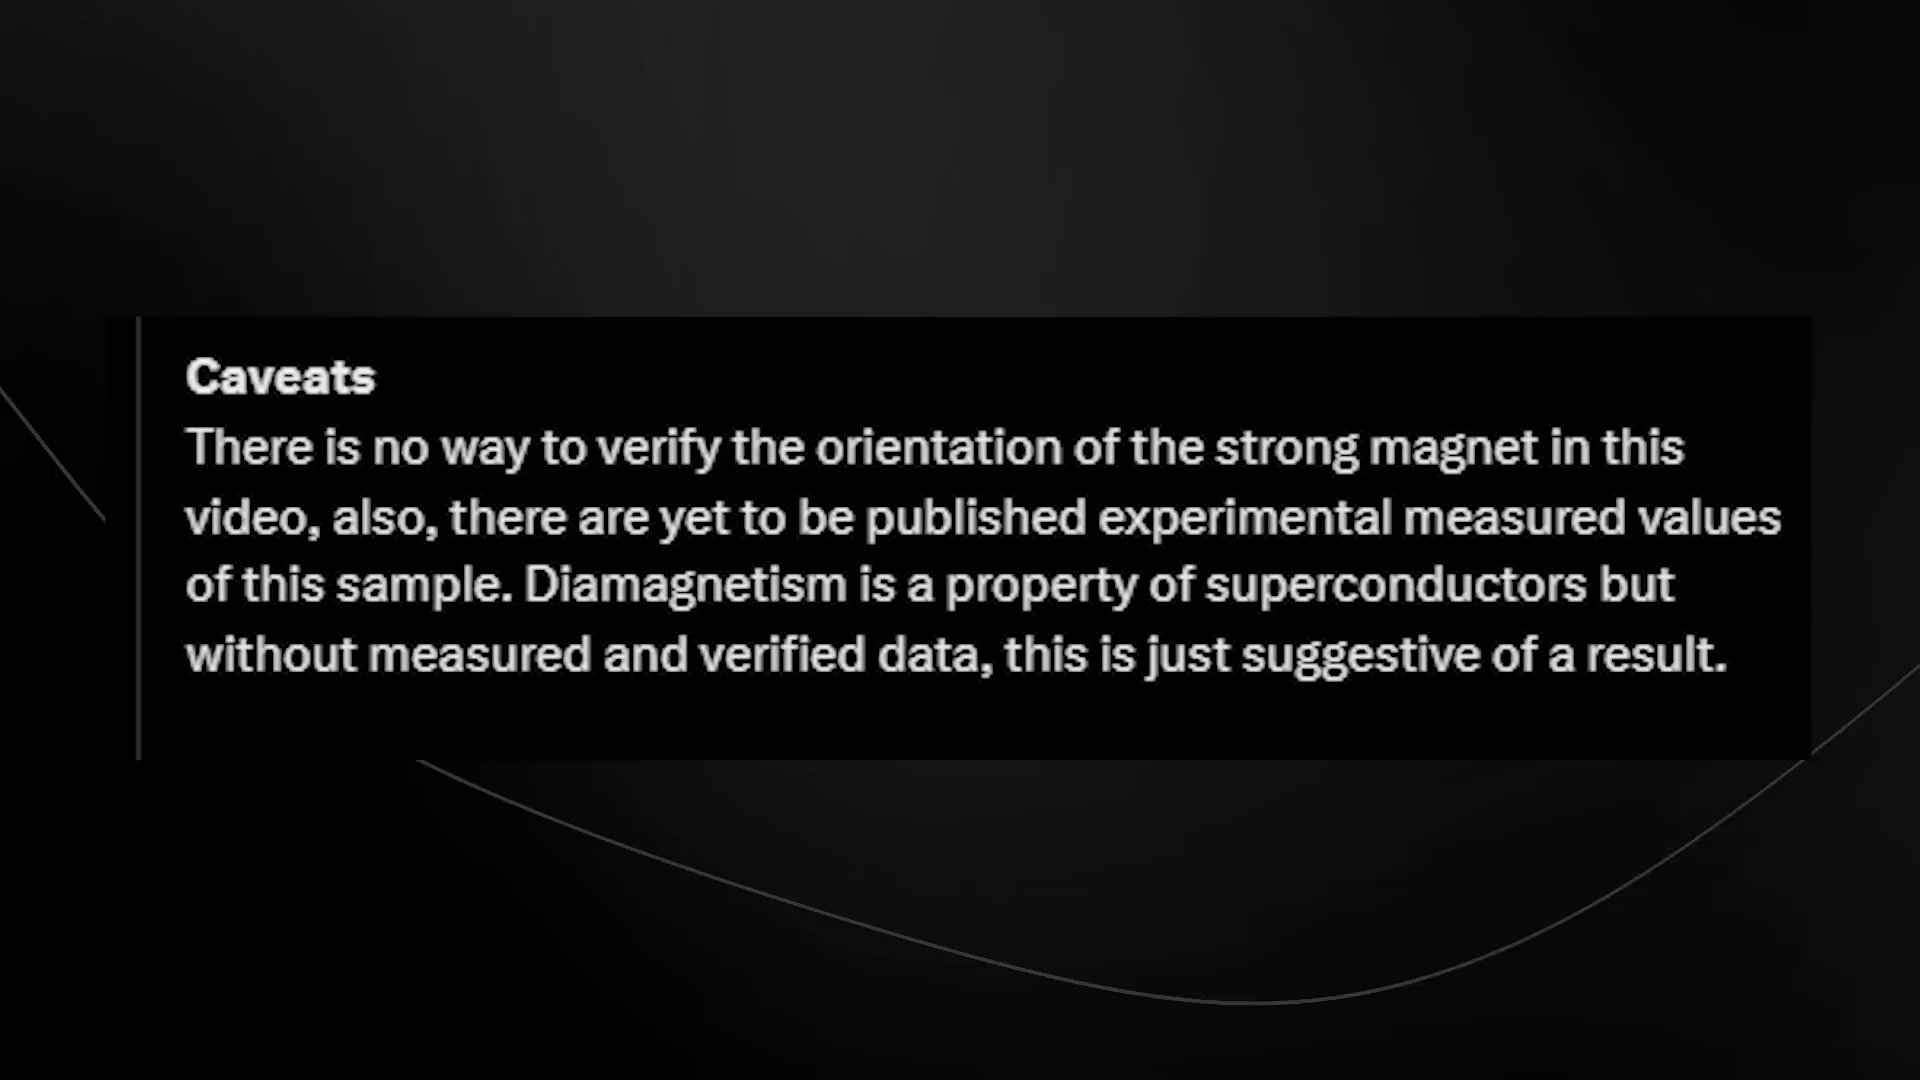 Caveats
There is no way to verify the orientation of the strong magnet in this
video, also, there are yet to be published experimental measured values
of this sample. Diamagnetism is a property of superconductors but
without measured and verified data, this is just suggestive of a result.